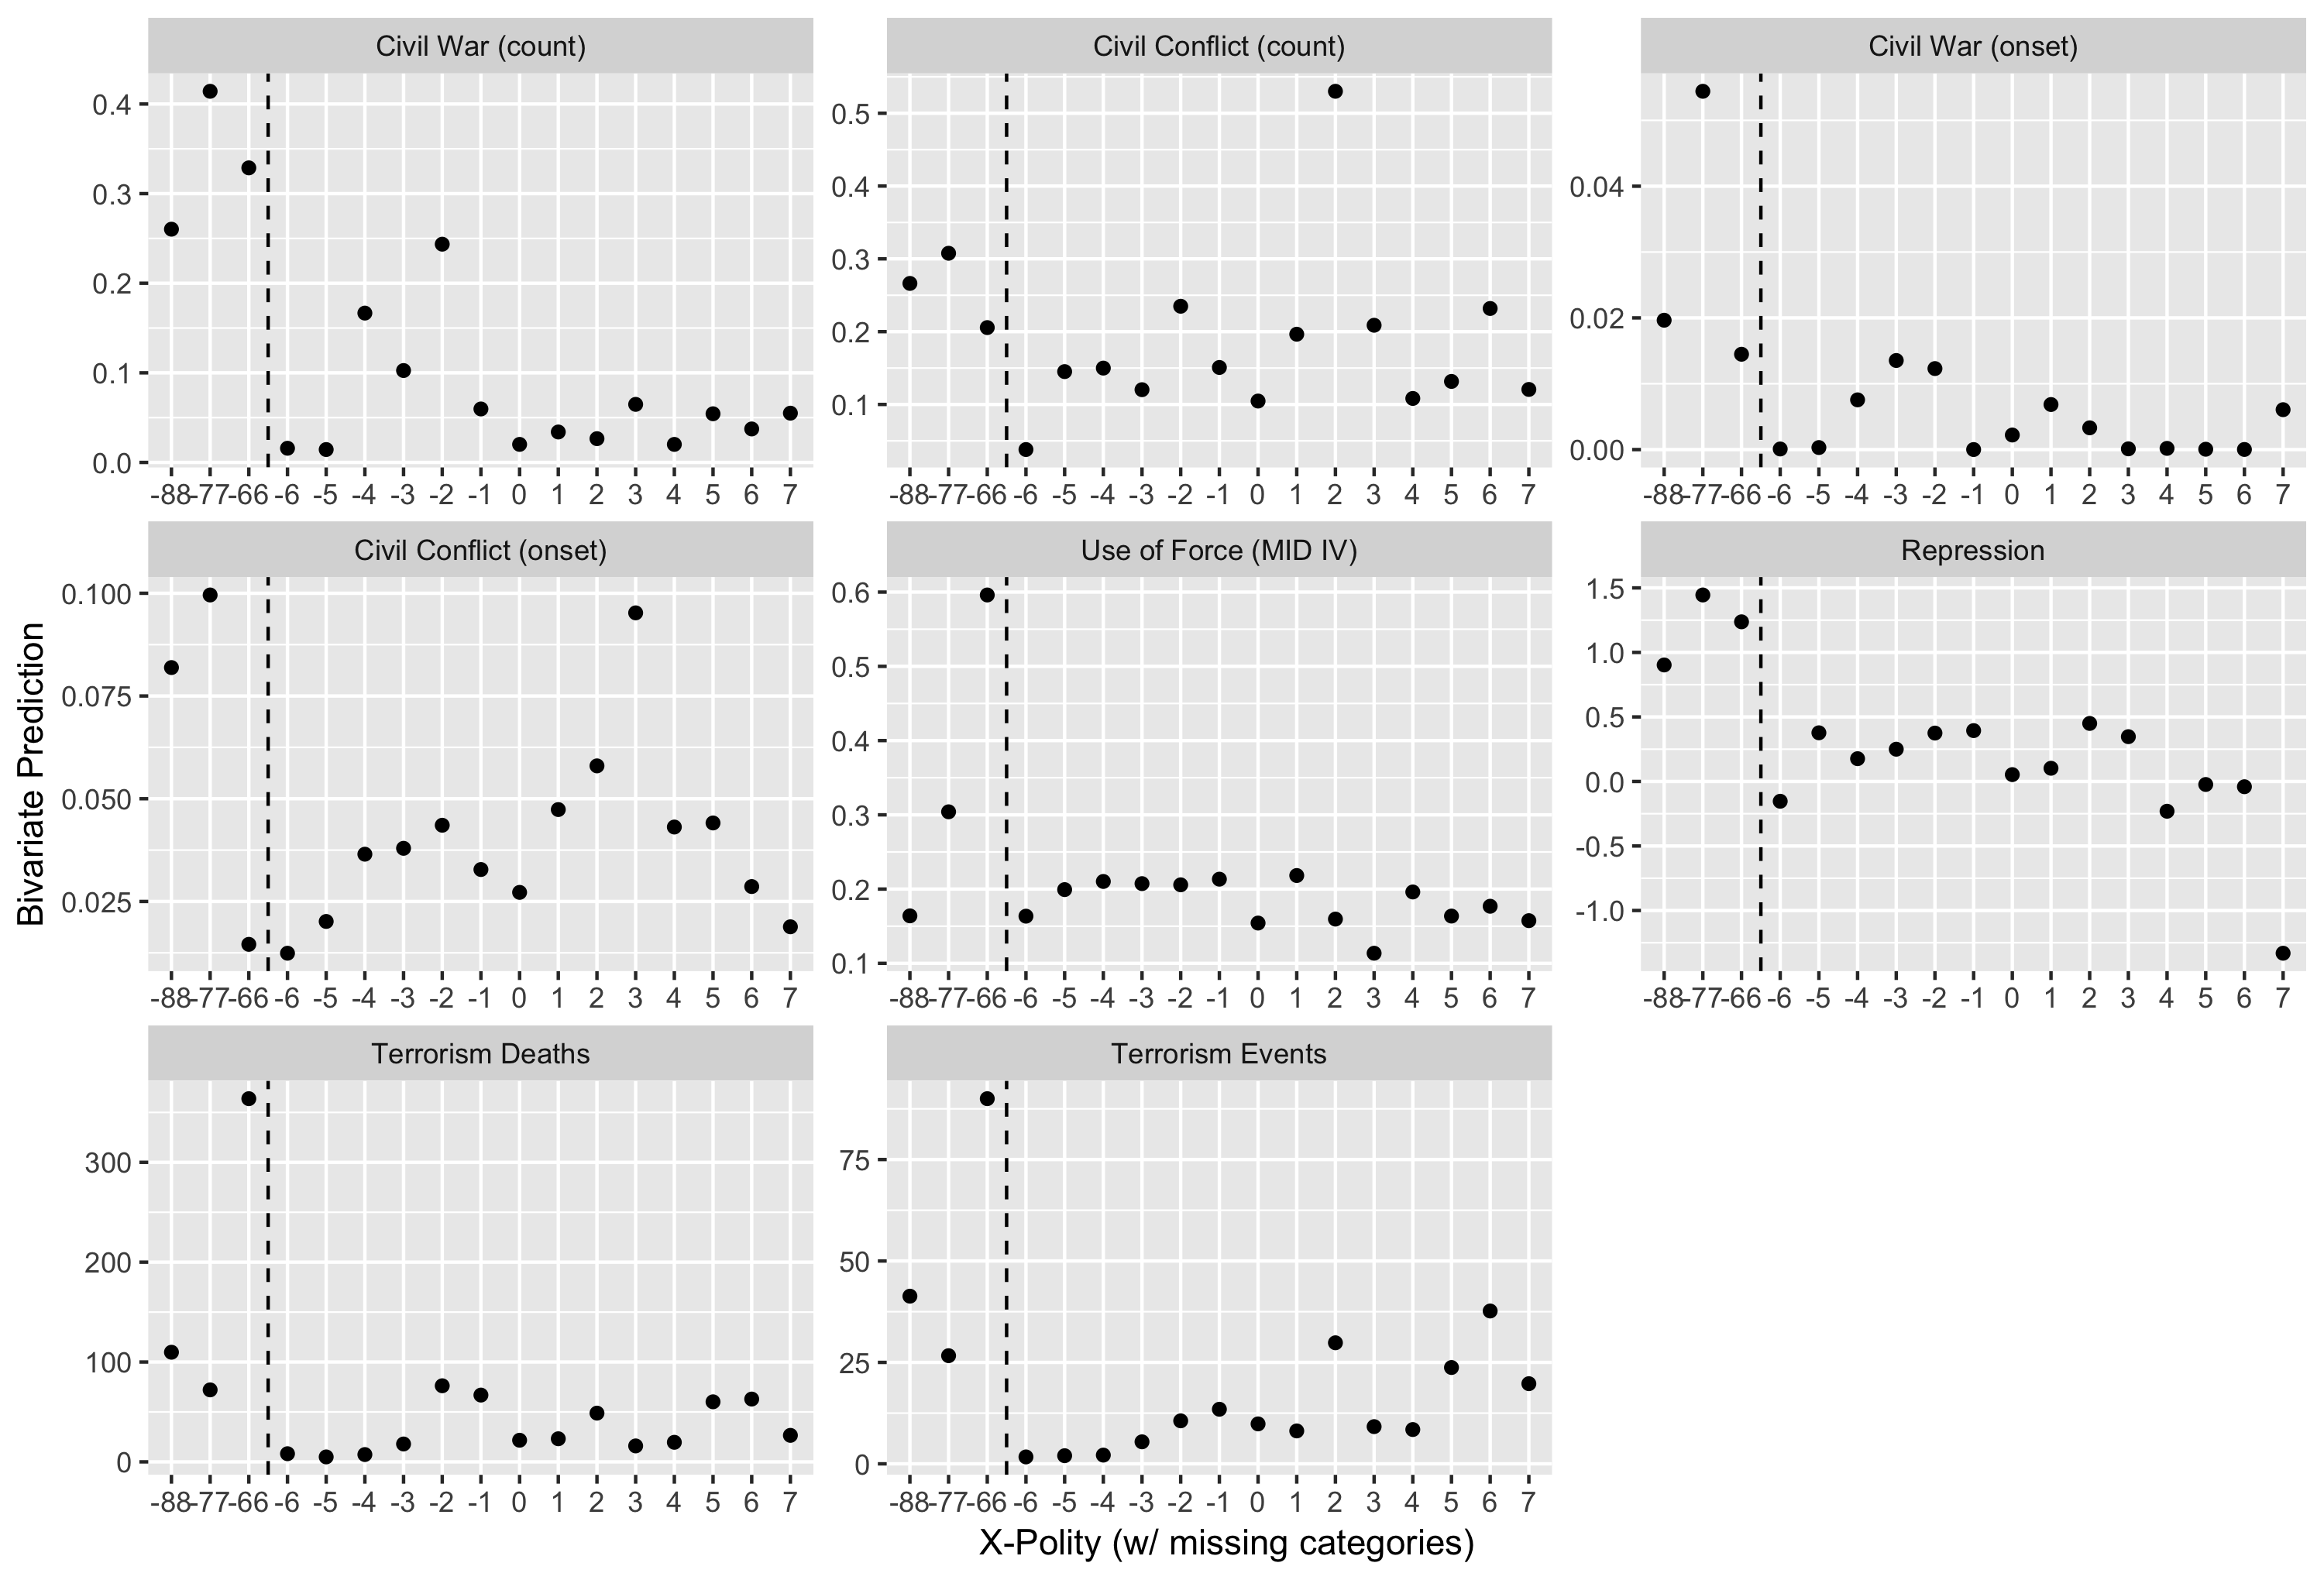 Civil War (count)
Civil Conflict (count)
Civil War (onset)
0.4
0.3
0.2
0.1
0.0
0.5
0.4
0.3
0.2
0.1
0.04
0.02
0.00
-88 -77 -66 -6 -5 -4 -3 -2 -1 0 1 2 3 4 5 6 7
-88 -77 -66 -6 -5 -4 -3 -2 -1 0 1 2 3 4 5 6 7
-88 -77 -66 -6 -5 -4 -3 -2 -1 0 1 2 3 4 5 6 7
Civil Conflict (onset)
Use of Force (MID IV)
Repression
Bivariate Prediction
0.100
0.075
0.050
0.025
0.6
0.5
0.4
0.3
0.2
0.1
1.5
1.0
0.5
0.0
-0.5
-1.0
-88 -77 -66 -6 -5 -4 -3 -2 -1 0 1 2 3 4 5 6 7
-88 -77 -66 -6 -5 -4 -3 -2 -1 0 1 2 3 4 5 6 7
-88 -77 -66 -6 -5 -4 -3 -2 -1 0 1 2 3 4 5 6 7
Terrorism Deaths
Terrorism Events
300
200
100
0
75
50
25
0
-88 -77 -66 -6 -5 -4 -3 -2 -1 0 1 2 3 4 5 6 7
-88 -77 -66 -6 -5 -4 -3 -2 -1 0 1 2 3 4 5 6 7
X-Polity (w/ missing categories)